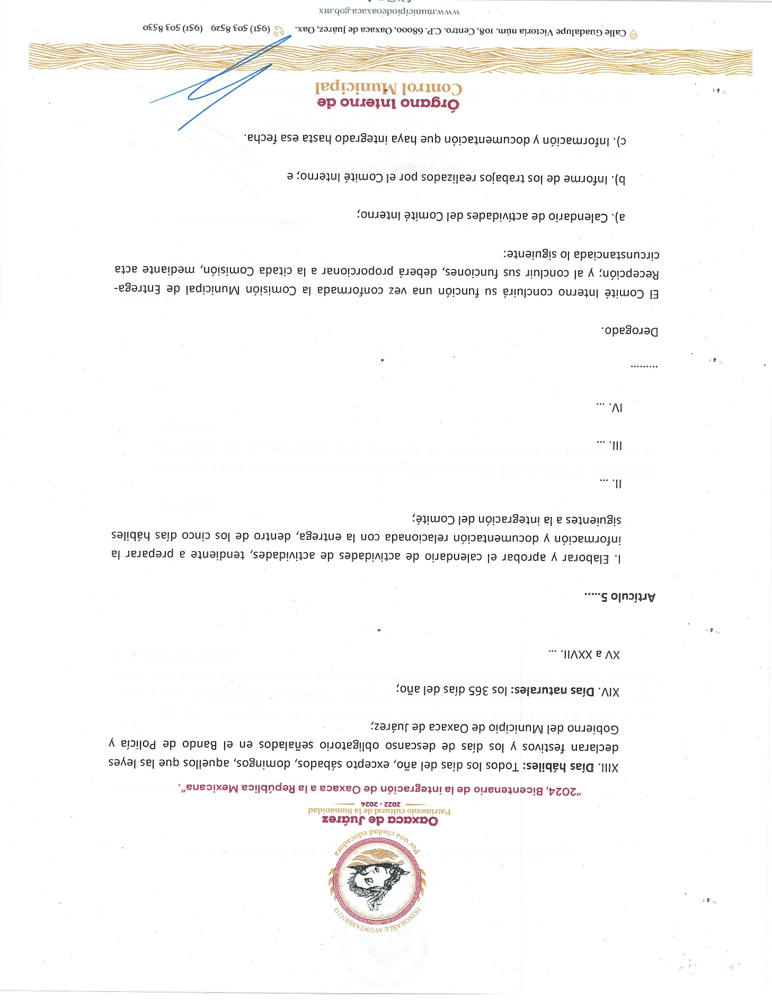 HONORABLE AYUNTAMIENTO
Por una ciudad educadora
Oaxaca de Juárez
Patrimonio cultural de la humanidad
2022 - 2024
"2024, Bicentenario de la integración de Oaxaca a la República Mexicana".
XIII. Días hábiles: Todos los días del año, excepto sábados, domingos, aquellos que las leyes
declaran festivos y los días de descanso obligatorio señalados en el Bando de Policía y
Gobierno del Municipio de Oaxaca de Juárez;
XIV. Días naturales: los 365 días del año;
XV a XXVII. ...
Artículo 5.....
I. Elaborar y aprobar el calendario de actividades de actividades, tendiente a preparar la
información y documentación relacionada con la entrega, dentro de los cinco días hábiles
siguientes a la integración del Comité;
II. ...
III. ...
IV. ...
.........
Derogado.
El Comité Interno concluirá su función una vez conformada la Comisión Municipal de Entrega-
Recepción; y al concluir sus funciones, deberá proporcionar a la citada Comisión, mediante acta
circunstanciada lo siguiente:
a). Calendario de actividades del Comité Interno;
b). Informe de los trabajos realizados por el Comité Interno; e
c). Información y documentación que haya integrado hasta esa fecha.
Órgano Interno de
Control Municipal
Calle Guadalupe Victoria núm. 108, Centro. C.P. 68000, Oaxaca de Juárez, Oax. (951) 503 8529 (951) 503 8530
www.municipiodeoaxaca.gob.mx